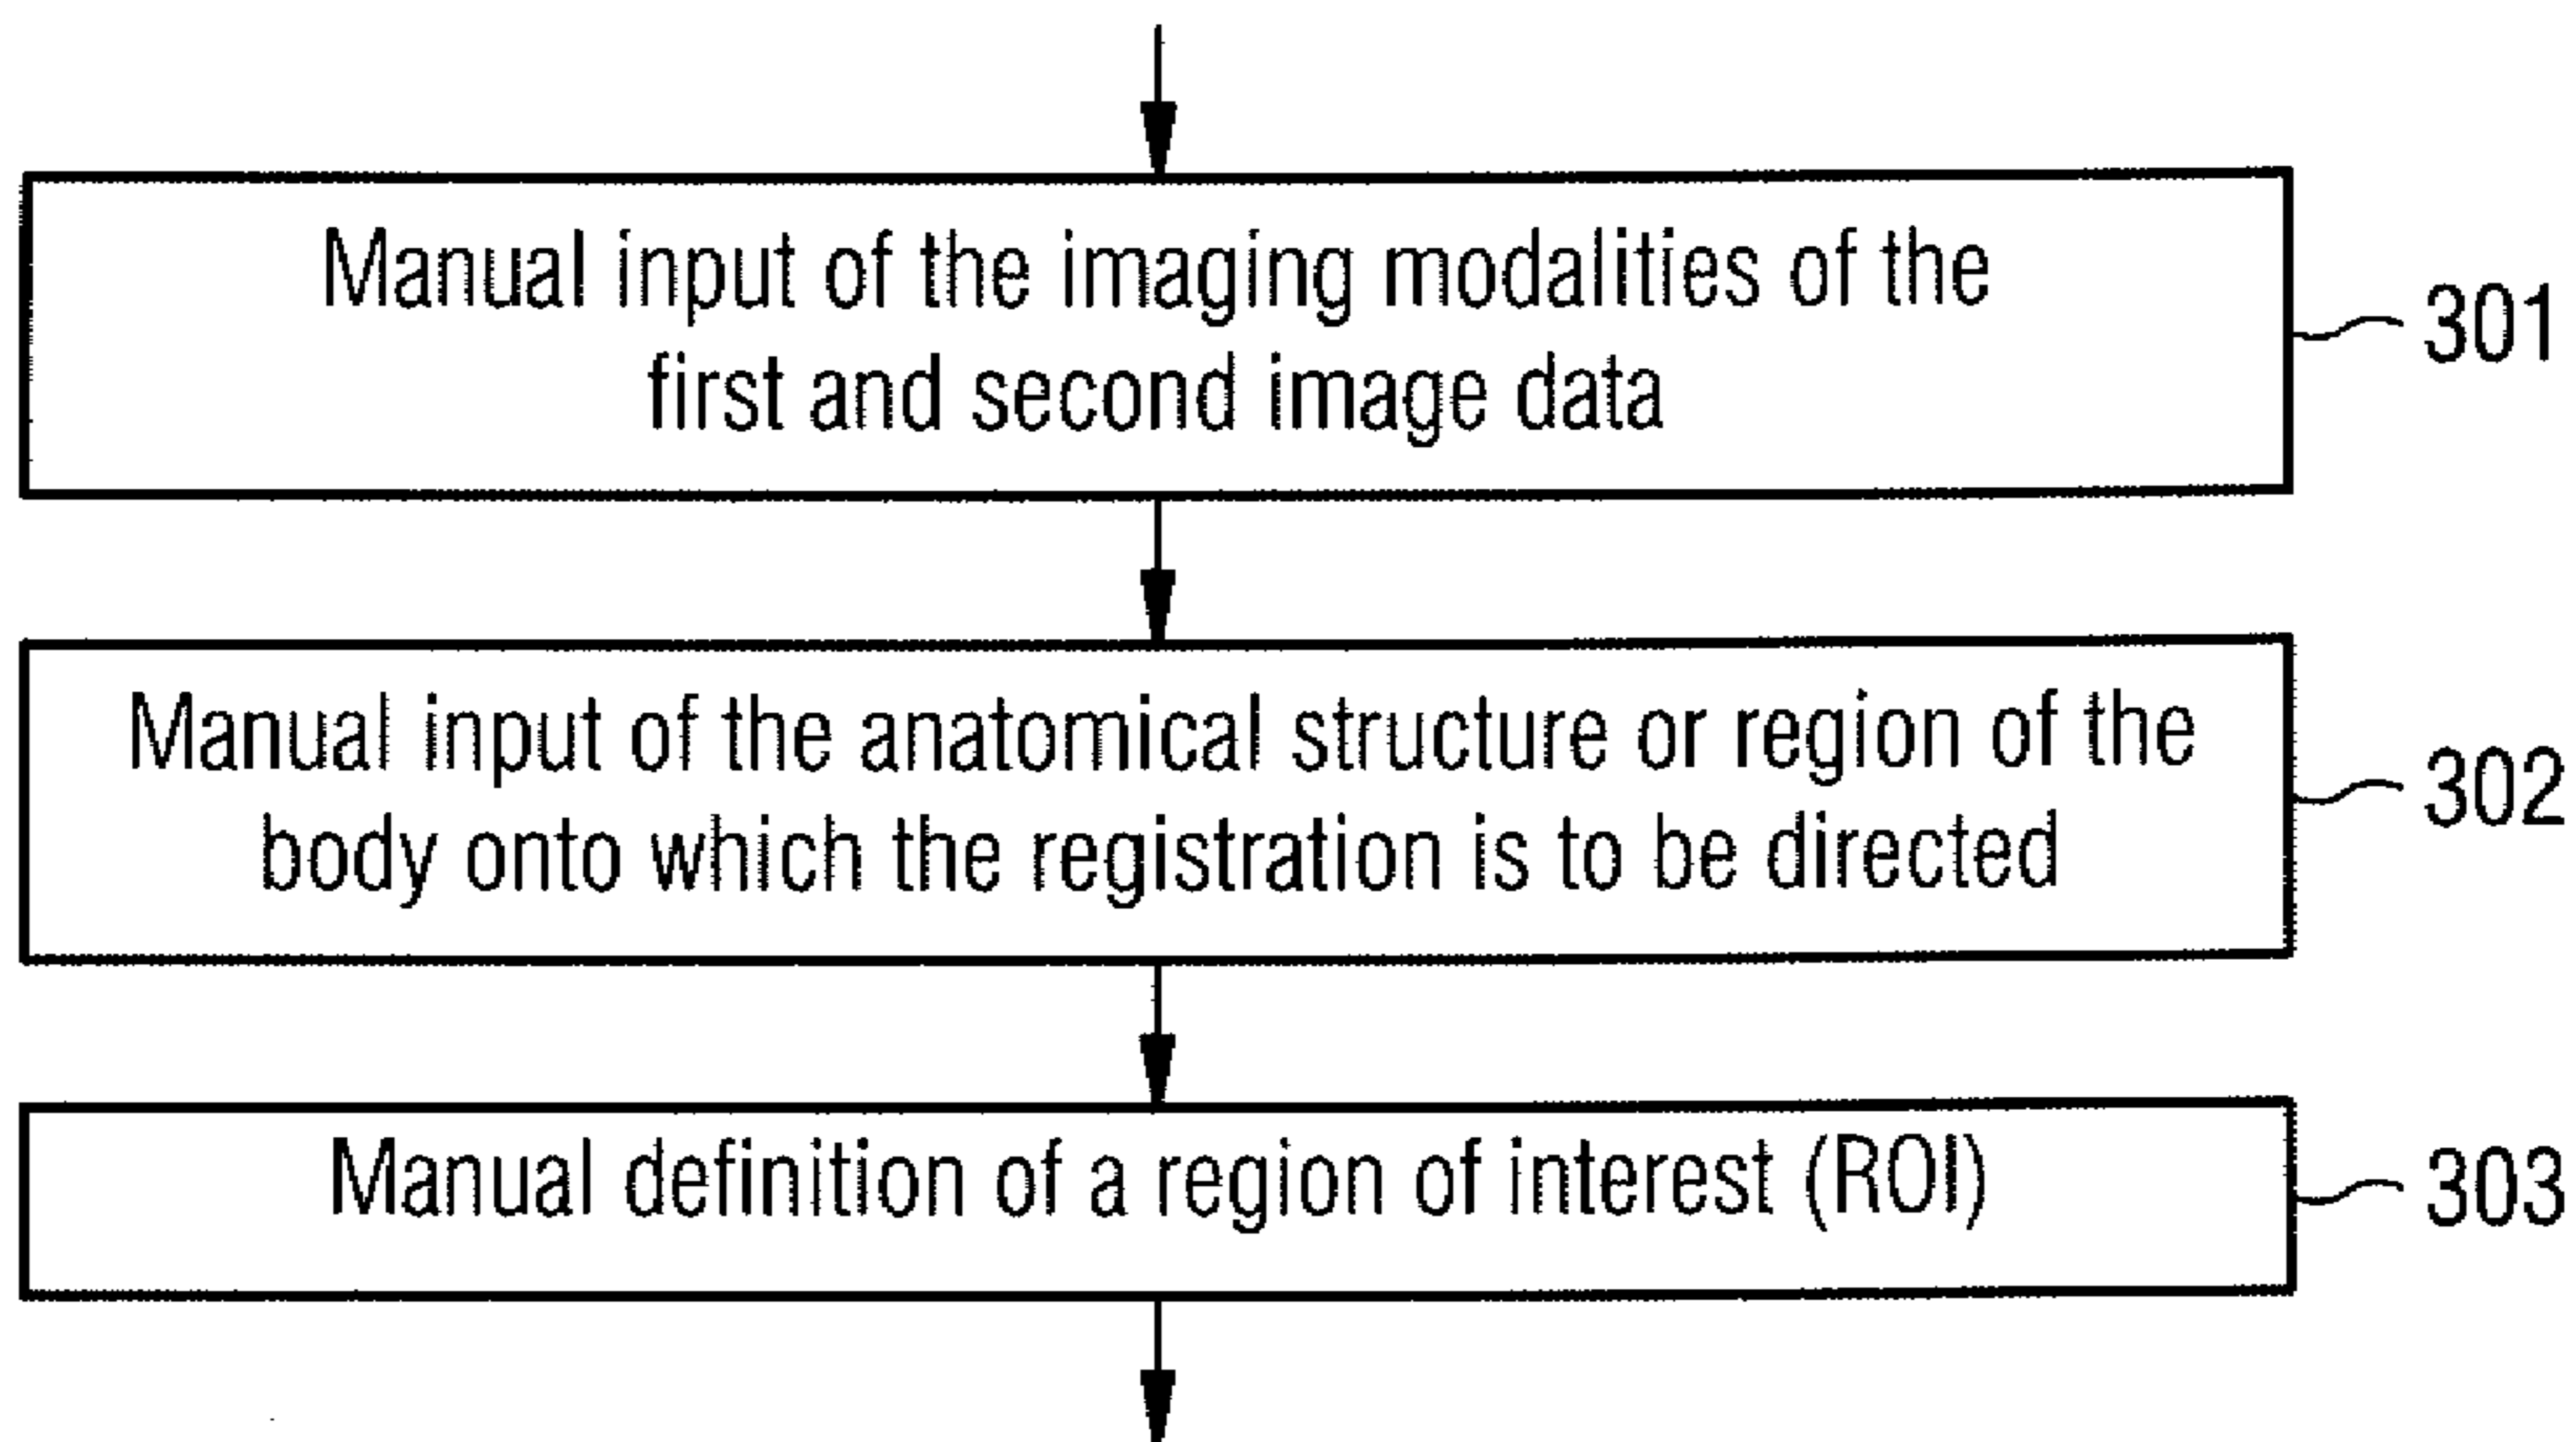 Manual input of the imaging modalities of the
first and second image data
301
Manual input of the anatomical structure or region of the
body onto which the registration is to be directed
302
Manual definition of a region of interest (ROI)
303